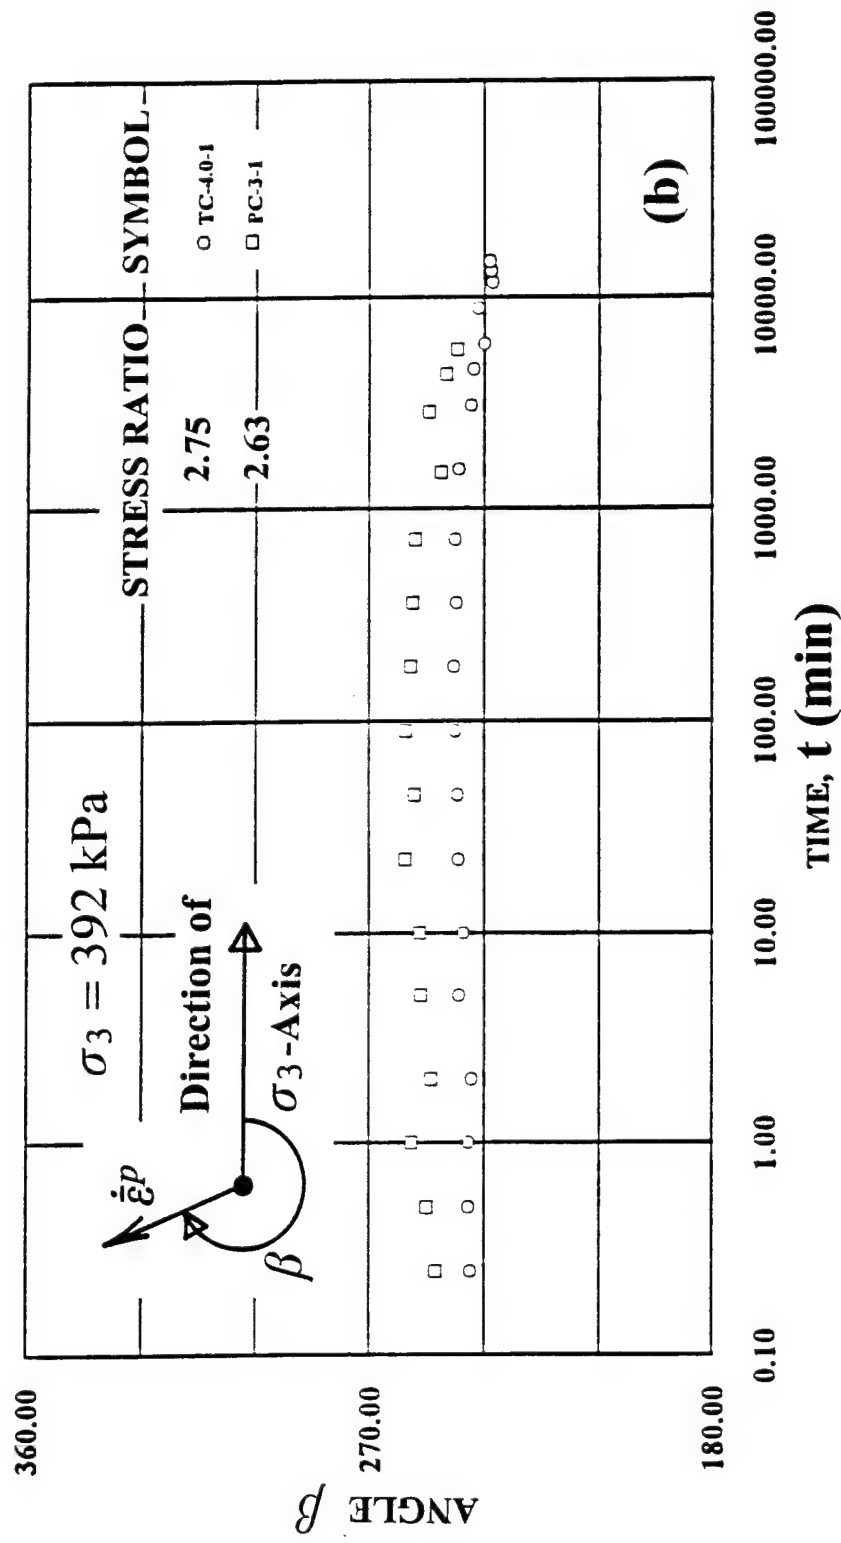 360.00
270.00
180.00
ANGLE β
σ3 = 392 kPa
STRESS RATIO SYMBOL
2.75 ○ TC-4.0-1
2.63 □ PC-3-1
Direction of
σ3-Axis
ε̇̄ᵖ
β
(b)
0.10 1.00 10.00 100.00 1000.00 10000.00 100000.00
TIME, t (min)